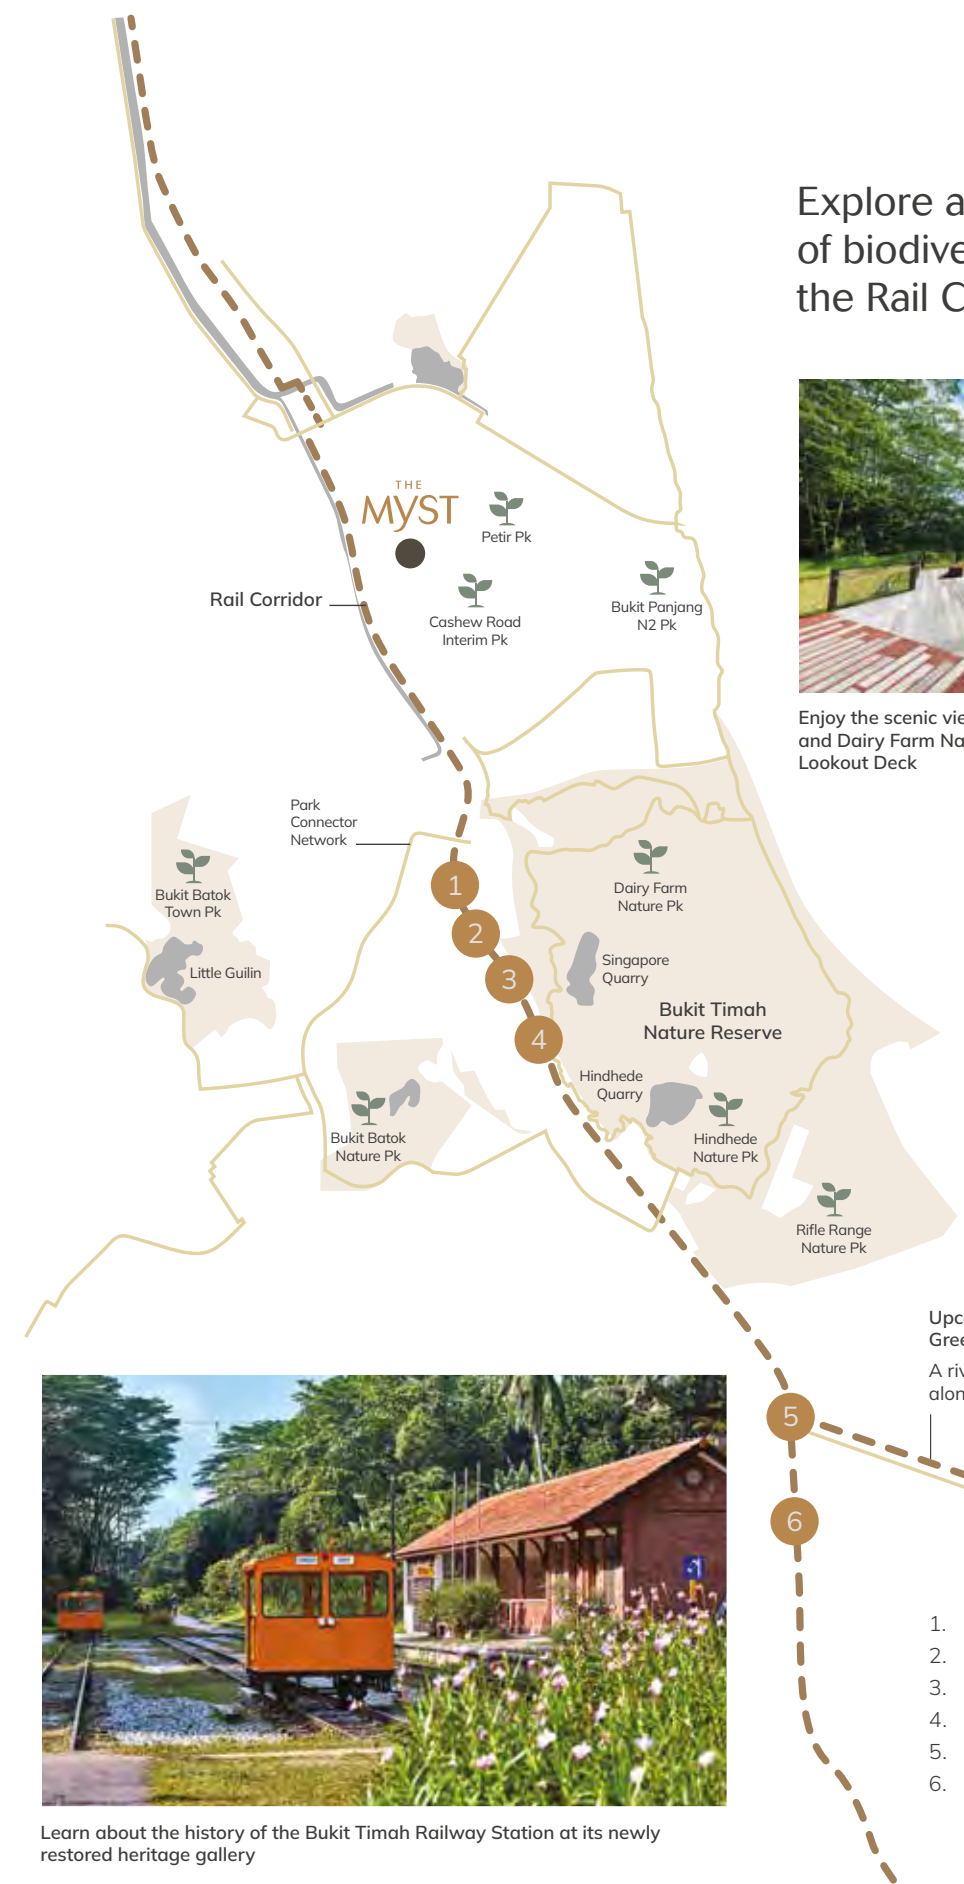 Explore a
of biodive
the Rail C
THE
MYST
Petir Pk
Rail Corridor
Cashew Road
Interim Pk
Bukit Panjang
N2 Pk
Enjoy the scenic vie
and Dairy Farm Na
Lookout Deck
Park
Connector
Network
Bukit Batok
Town Pk
Little Guilin
1
2
3
4
Dairy Farm
Nature Pk
Singapore
Quarry
Bukit Timah
Nature Reserve
Hindhede
Quarry
Hindhede
Nature Pk
Bukit Batok
Nature Pk
Rifle Range
Nature Pk
Upc
Gree
A riv
alon
5
6
1.
2.
3.
4.
5.
6.
Learn about the history of the Bukit Timah Railway Station at its newly
restored heritage gallery